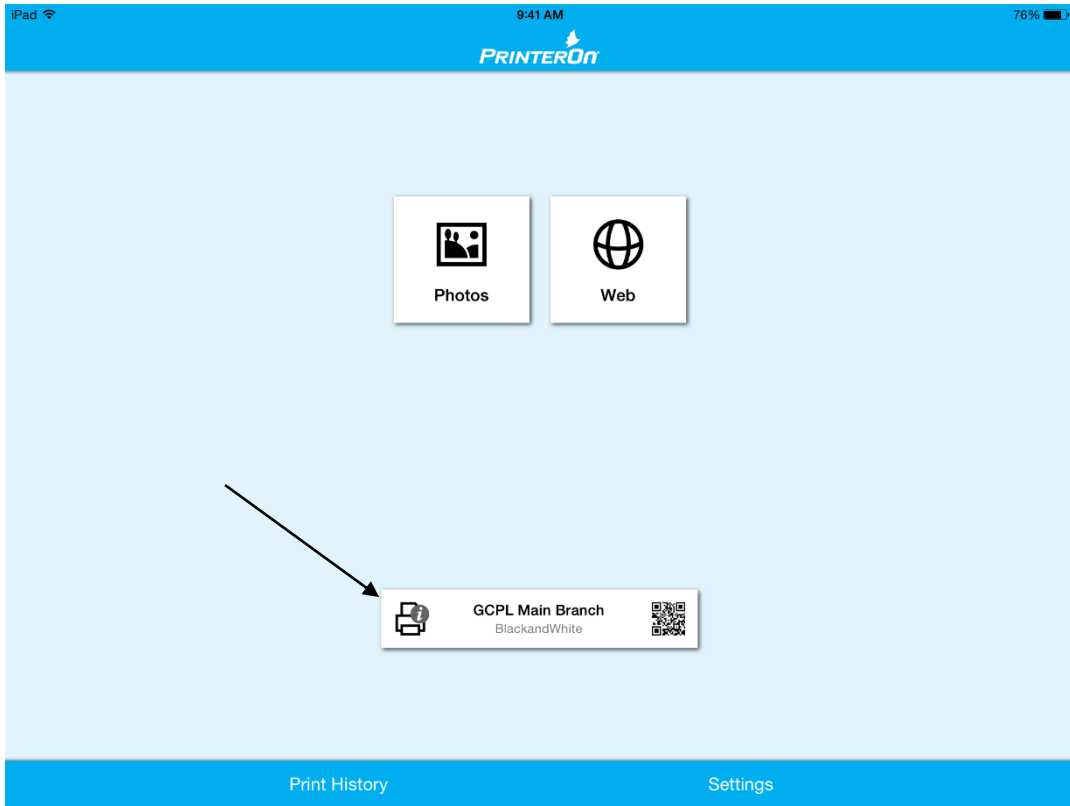 iPad 9:41 AM 76%
PRINTERON
Photos Web
GCPL Main Branch
BlackandWhite
Print History Settings